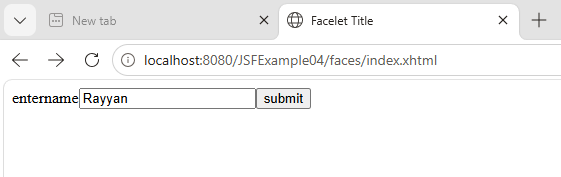 New tab
Facelet Title
localhost:8080/JSFExample04/faces/index.xhtml
entername Rayyan submit